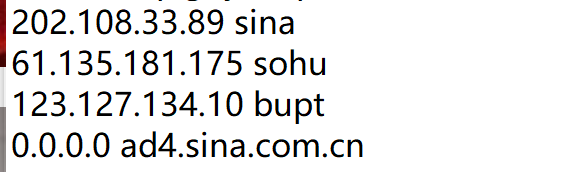 202.108.33.89 sina
61.135.181.175 sohu
123.127.134.10 bupt
0.0.0.0 ad4.sina.com.cn